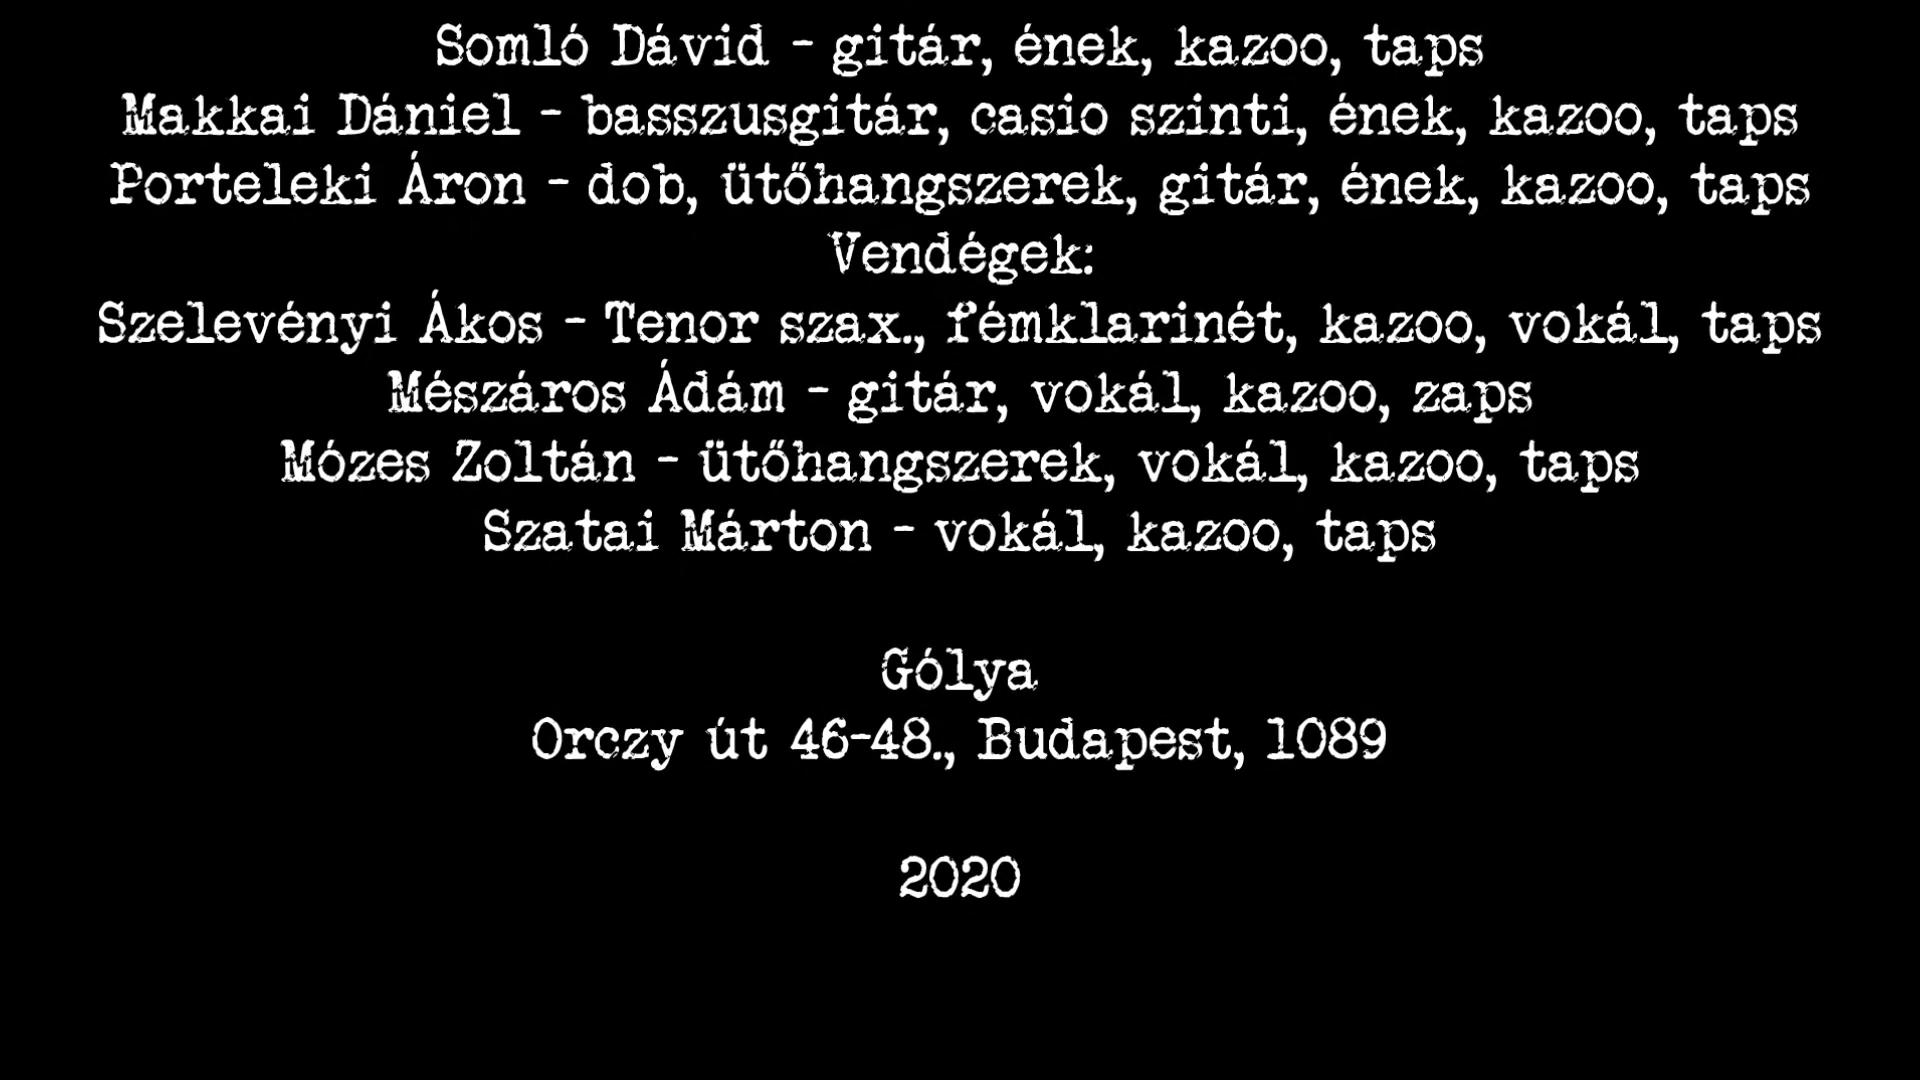 Somló Dávid - gitár, ének, kazoo, taps
Makkai Dániel - basszusgitár, casio szinti, ének, kazoo, taps
Porteleki Áron - dob, ütőhangszerek, gitár, ének, kazoo, taps
Vendégek:
Szelevényi Ákos - Tenor szax., fémklarinét, kazoo, vokál, taps
Mészáros Ádám - gitár, vokál, kazoo, zaps
Mózes Zoltán - ütőhangszerek, vokál, kazoo, taps
Szatai Márton - vokál, kazoo, taps
Gólya
Orczy út 46-48., Budapest, 1089
2020